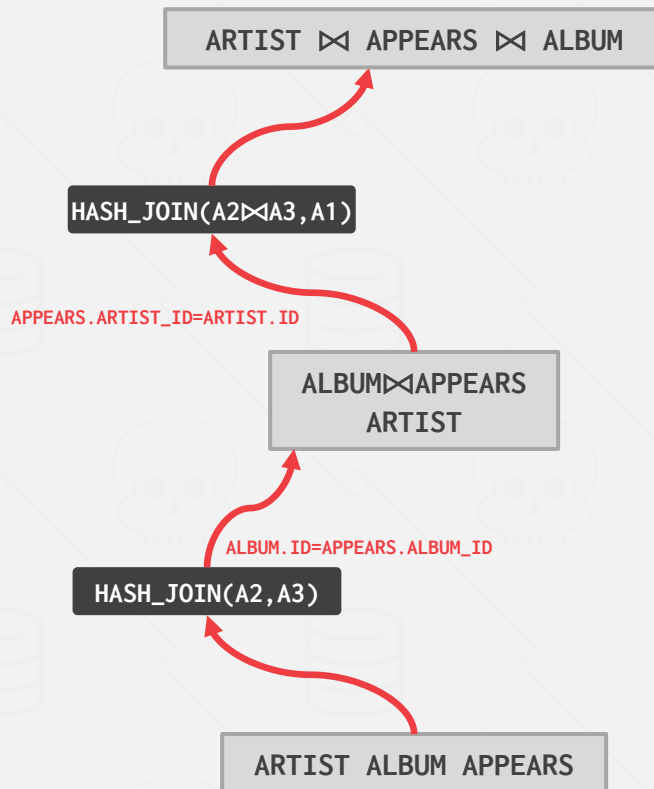 ARTIST ⨝ APPEARS ⨝ ALBUM
HASH_JOIN(A2⨝A3,A1)
APPEARS.ARTIST_ID=ARTIST.ID
ALBUM⨝APPEARS
ARTIST
ALBUM.ID=APPEARS.ALBUM_ID
HASH_JOIN(A2,A3)
ARTIST ALBUM APPEARS